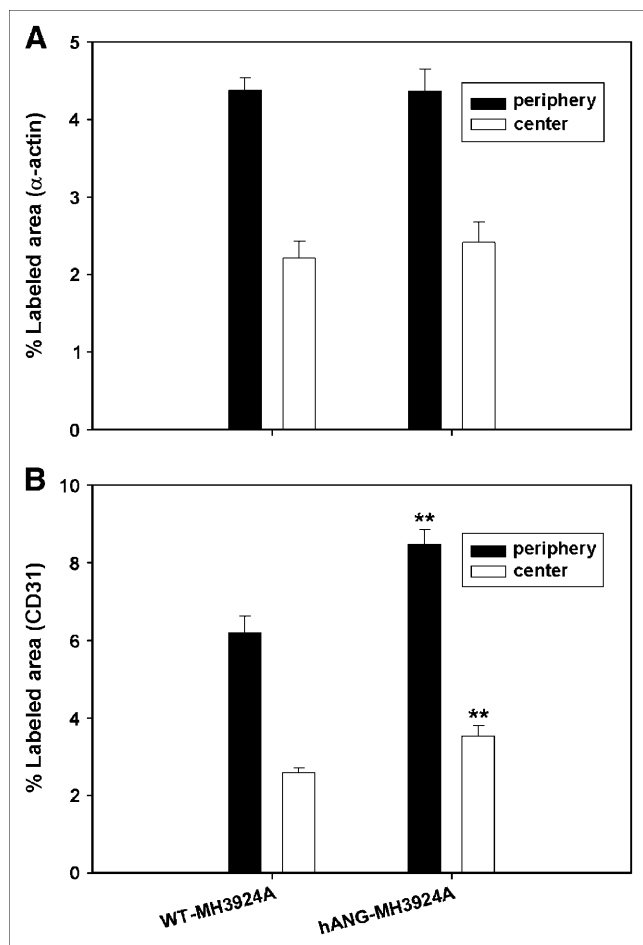 A
5
4
3
2
1
0
% Labeled area (α-actin)
periphery
center
B
10
8
6
4
2
0
% Labeled area (CD31)
**
**
periphery
center
WT-MH3924A
hANG-MH3924A